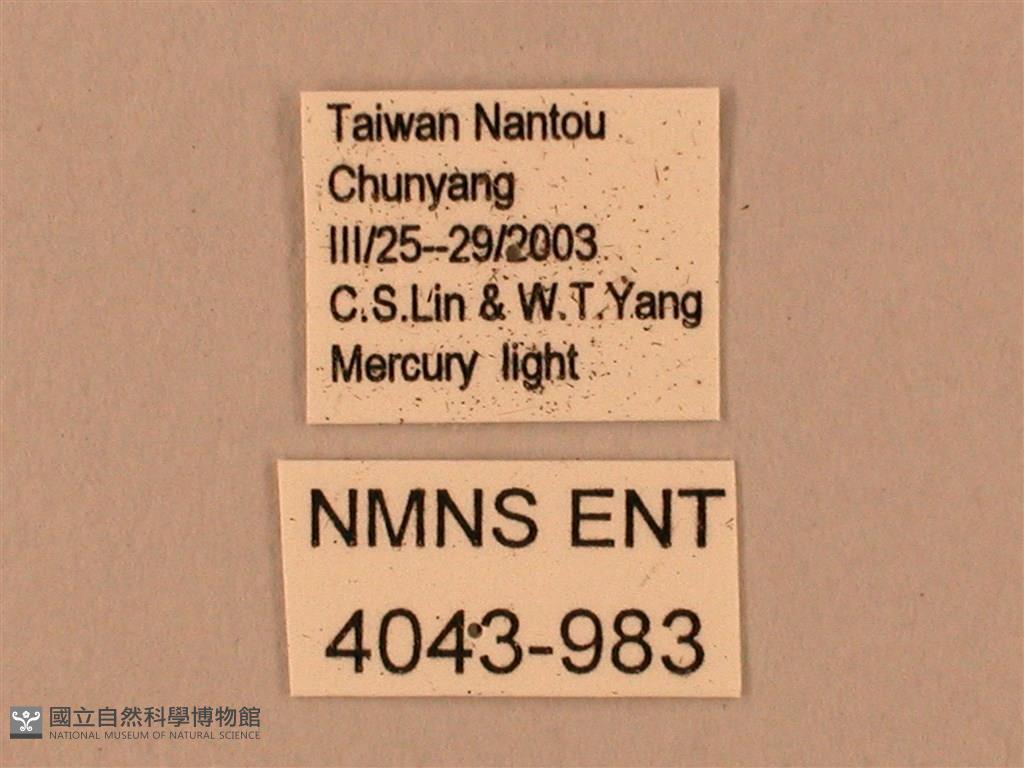 Taiwan Nantou
Chunyang
III/25--29/2003
C.S.Lin & W.T.Yang
Mercury light
NMNS ENT
4043-983
國立自然科學博物館
NATIONAL MUSEUM OF NATURAL SCIENCE